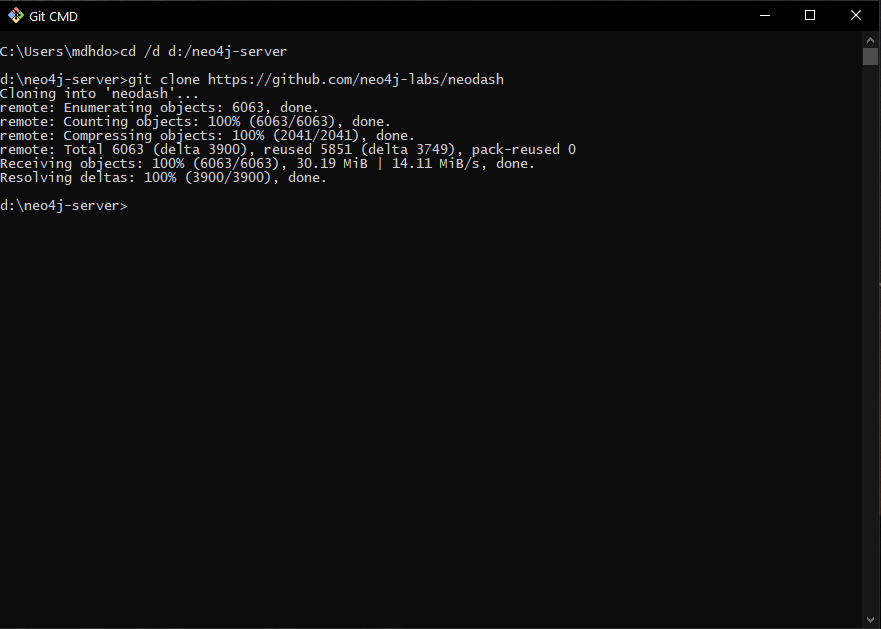 Git CMD
C:\Users\mdhdo>cd /d d:/neo4j-server
d:\neo4j-server>git clone https://github.com/neo4j-labs/neodash
Cloning into 'neodash'...
remote: Enumerating objects: 6063, done.
remote: Counting objects: 100% (6063/6063), done.
remote: Compressing objects: 100% (2041/2041), done.
remote: Total 6063 (delta 3900), reused 5851 (delta 3749), pack-reused 0
Receiving objects: 100% (6063/6063), 30.19 MiB | 14.11 MiB/s, done.
Resolving deltas: 100% (3900/3900), done.
d:\neo4j-server>